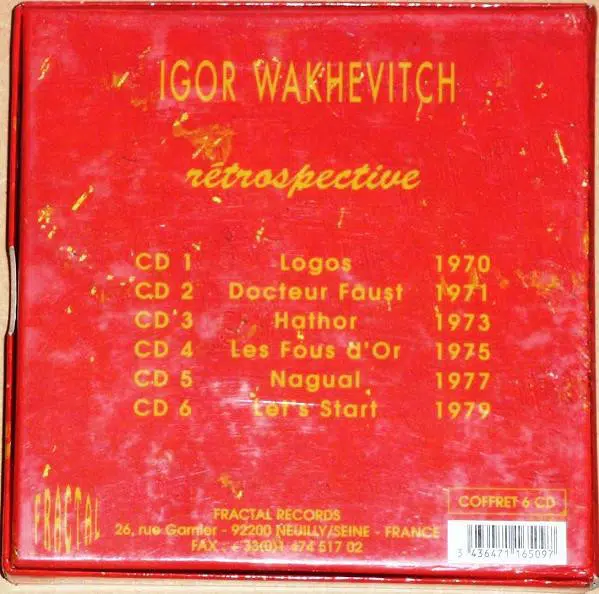 IGOR WAKHEVITCH
rétrospective
CD 1 Logos 1970
CD 2 Docteur Faust 1971
CD 3 Hathor 1973
CD 4 Les Fous d'Or 1975
CD 5 Nagual 1977
CD 6 Let's Start 1979
FRACTAL
FRACTAL RECORDS
26, rue Garnier - 92200 NEUILLY/SEINE - FRANCE
FAX : + 33(0)1 474 517 02
COFFRET 6 CD
3 436471 165097